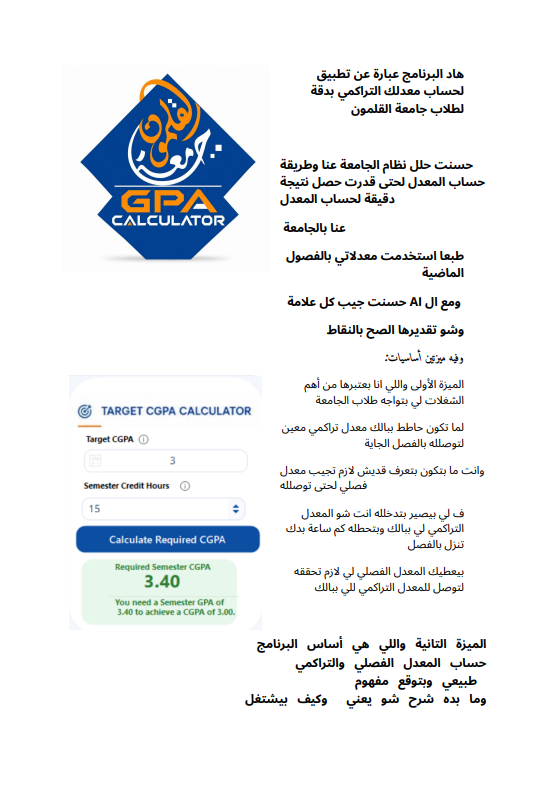 هاد البرنامج عبارة عن تطبيق
لحساب معدلك التراكمي بدقة
لطلاب جامعة القلمون
جامعة القلمون
GPA
CALCULATOR
حسنت حلل نظام الجامعة عنا وطريقة
حساب المعدل لحتى قدرت حصل نتيجة
دقيقة لحساب المعدل
عنا بالجامعة
طبعا استخدمت معدلاتي بالفصول
الماضية
ومع ال AI حسنت جيب كل علامة
وشو تقديرها الصح بالنقاط
وفيه ميزتين أساسيات:
الميزة الأولى واللي انا بعتبرها من أهم
الشغلات لي بتواجه طلاب الجامعة
لما تكون حاطط ببالك معدل تراكمي معين
لتوصلله بالفصل الجاية
وانت ما بتكون بتعرف قديش لازم تجيب معدل
فصلي لحتى توصلله
ف لي بيصير بتدخلله انت شو المعدل
التراكمي لي ببالك وبتحطله كم ساعة بدك
تنزل بالفصل
بيعطيك المعدل الفصلي لي لازم تحققه
لتوصل للمعدل التراكمي للي ببالك
TARGET CGPA CALCULATOR
Target CGPA
3
Semester Credit Hours
15
Calculate Required CGPA
Required Semester CGPA
3.40
You need a Semester GPA of
3.40 to achieve a CGPA of 3.00.
الميزة التانية واللي هي أساس البرنامج
حساب المعدل الفصلي والتراكمي
طبيعي وبتوقع مفهوم
وما بده شرح شو يعني وكيف بيشتغل